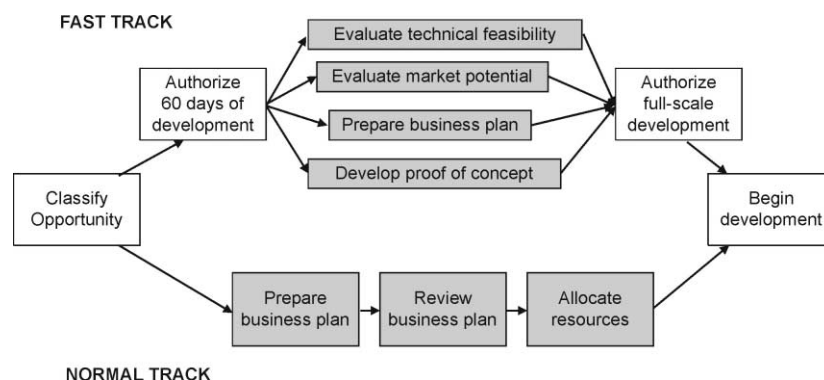 FAST TRACK
Evaluate technical feasibility
Authorize
60 days of
development
Evaluate market potential
Prepare business plan
Develop proof of concept
Authorize
full-scale
development
Classify
Opportunity
Begin
development
Prepare
business plan
Review
business plan
Allocate
resources
NORMAL TRACK